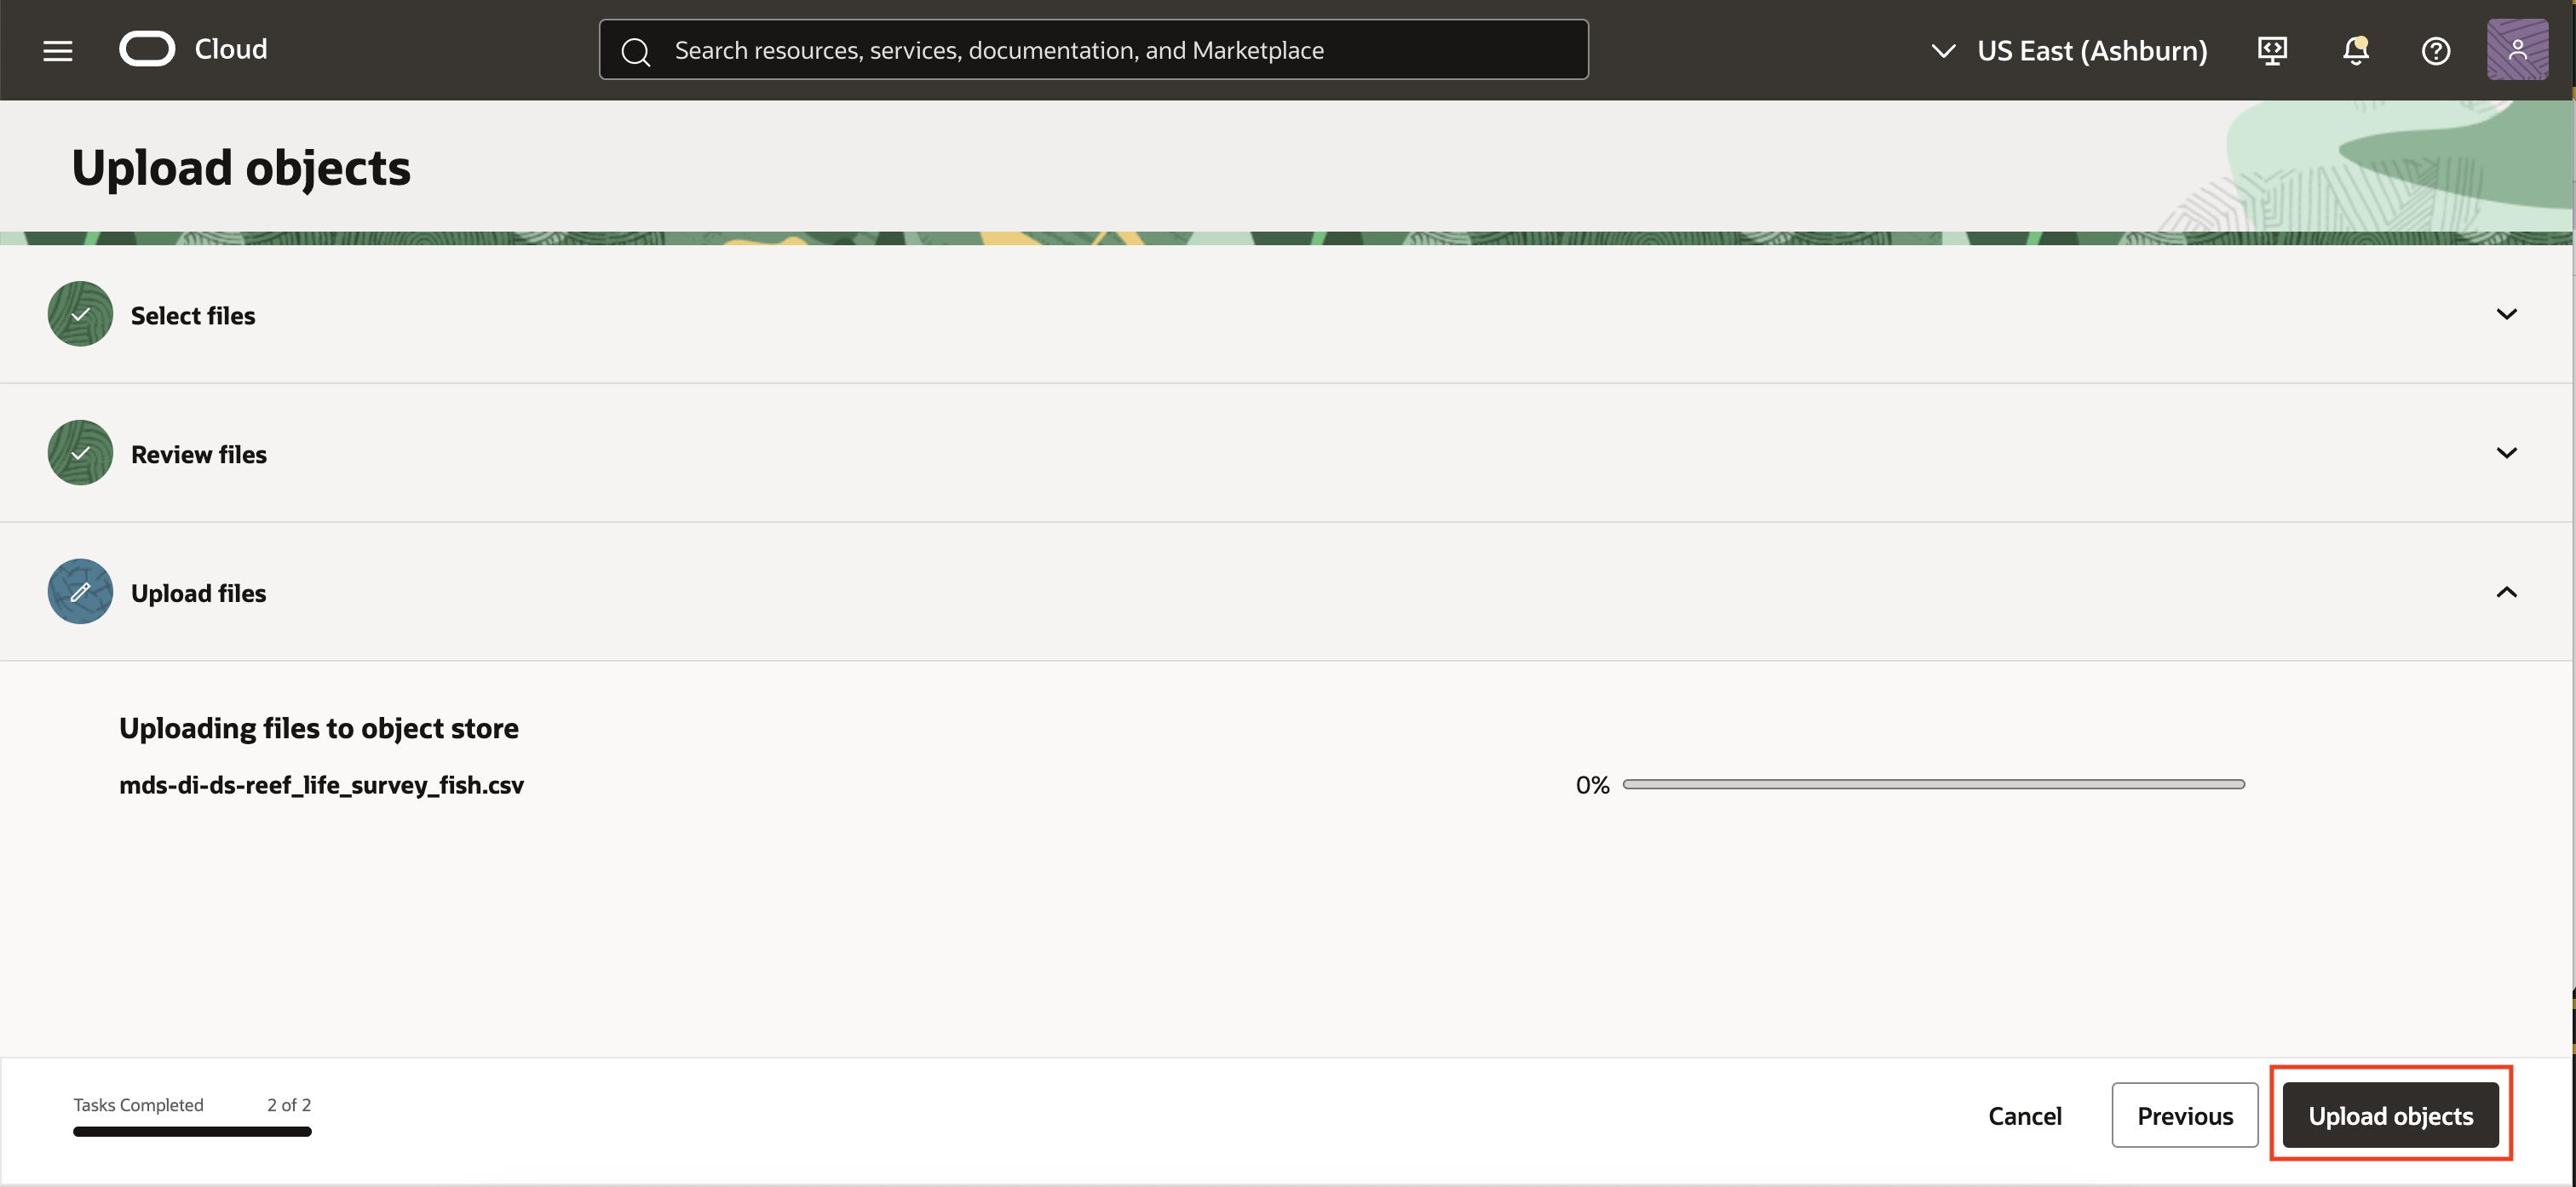 Cloud
Search resources, services, documentation, and Marketplace
US East (Ashburn)
Upload objects
Select files
Review files
Upload files
Uploading files to object store
mds-di-ds-reef_life_survey_fish.csv
0%
Tasks Completed 2 of 2
Cancel
Previous
Upload objects